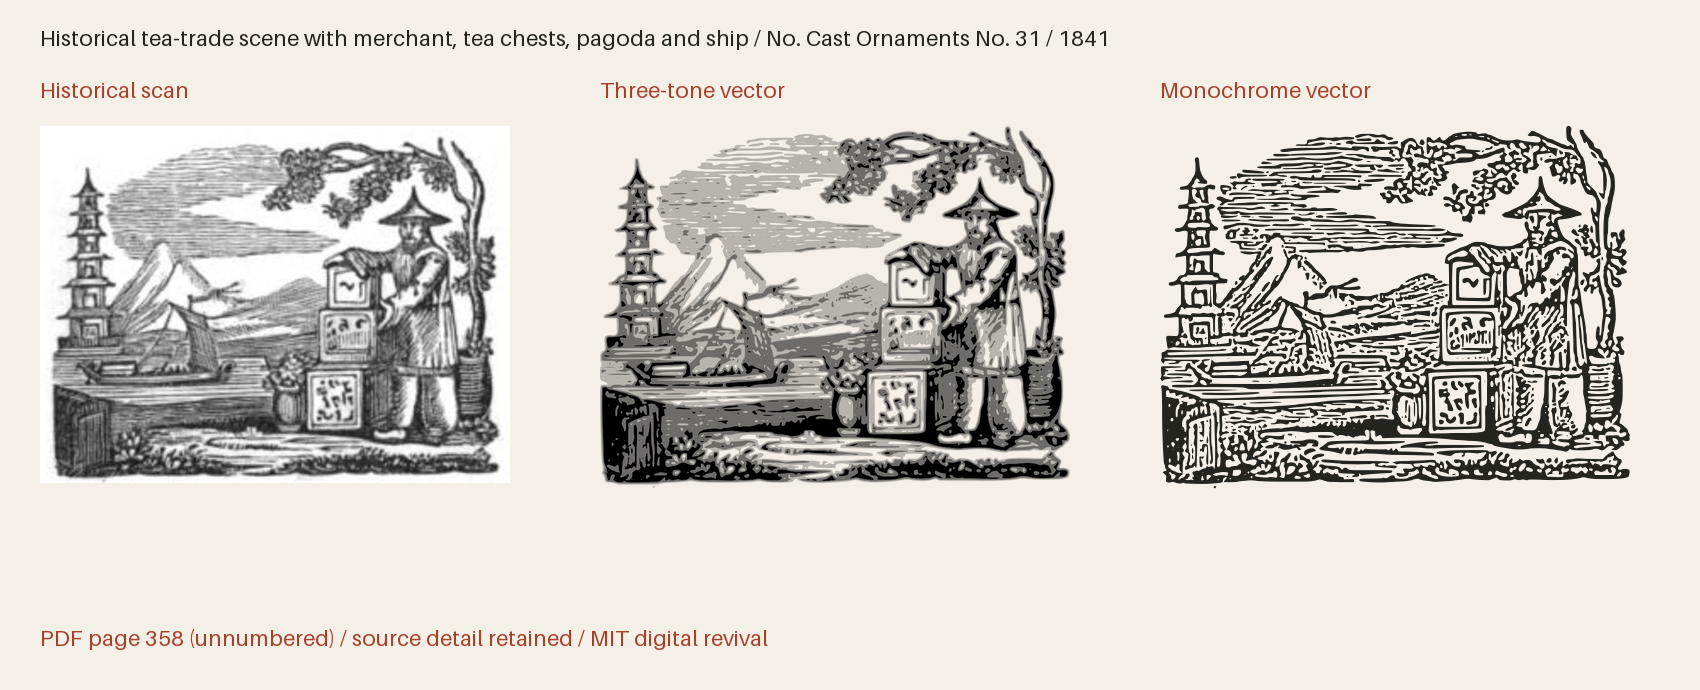 Historical tea-trade scene with merchant, tea chests, pagoda and ship / No. Cast Ornaments No. 31 / 1841
Historical scan
Three-tone vector
Monochrome vector
PDF page 358 (unnumbered) / source detail retained / MIT digital revival